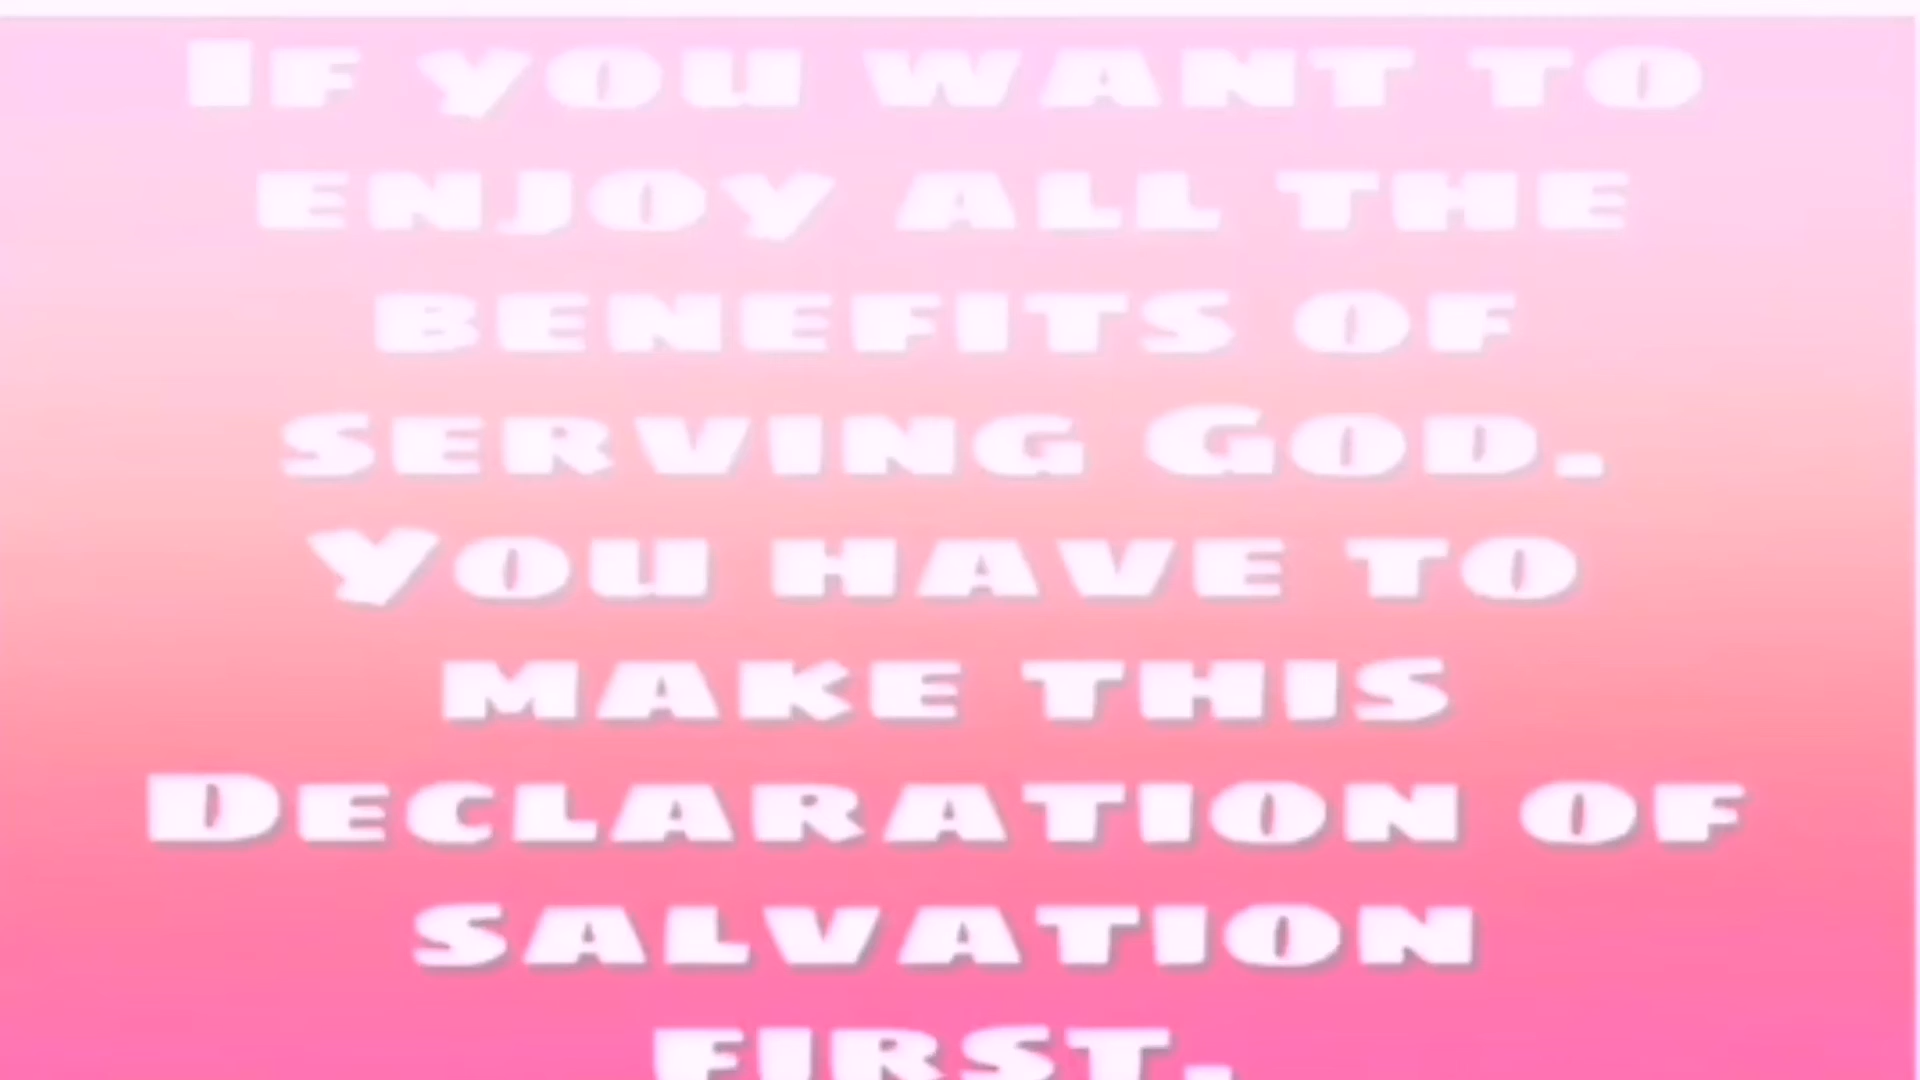 If you want to
enjoy all the
benefits of
serving God.
You have to
make this
Declaration of
salvation
first.